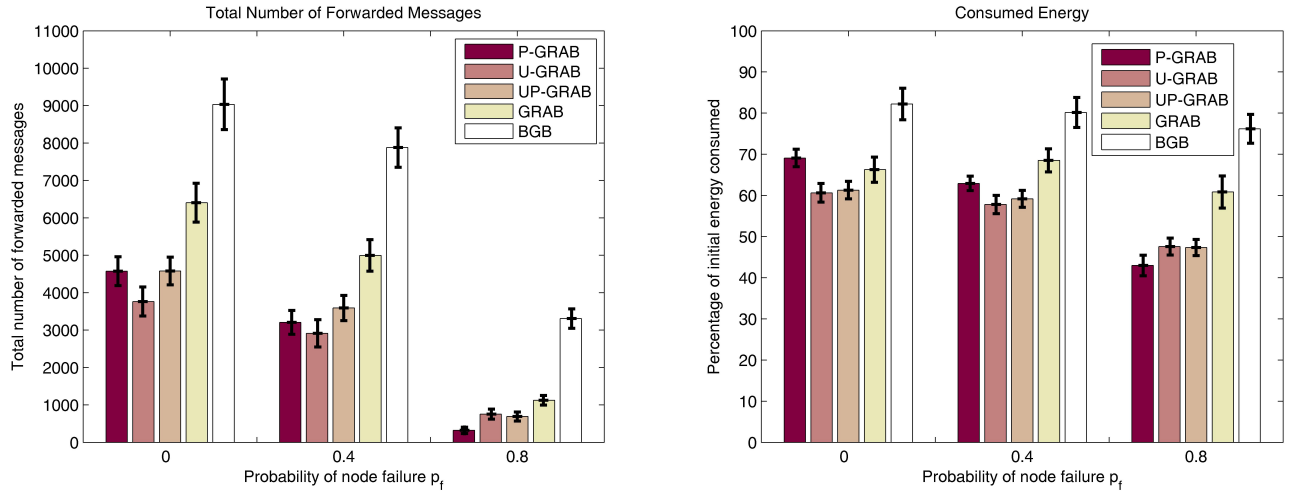 Total Number of Forwarded Messages
11000
10000
9000
8000
7000
6000
5000
4000
3000
2000
1000
0
Total number of forwarded messages
P-GRAB
U-GRAB
UP-GRAB
GRAB
BGB
0 0.4 0.8
Probability of node failure pf
Consumed Energy
100
90
80
70
60
50
40
30
20
10
0
Percentage of initial energy consumed
P-GRAB
U-GRAB
UP-GRAB
GRAB
BGB
0 0.4 0.8
Probability of node failure pf